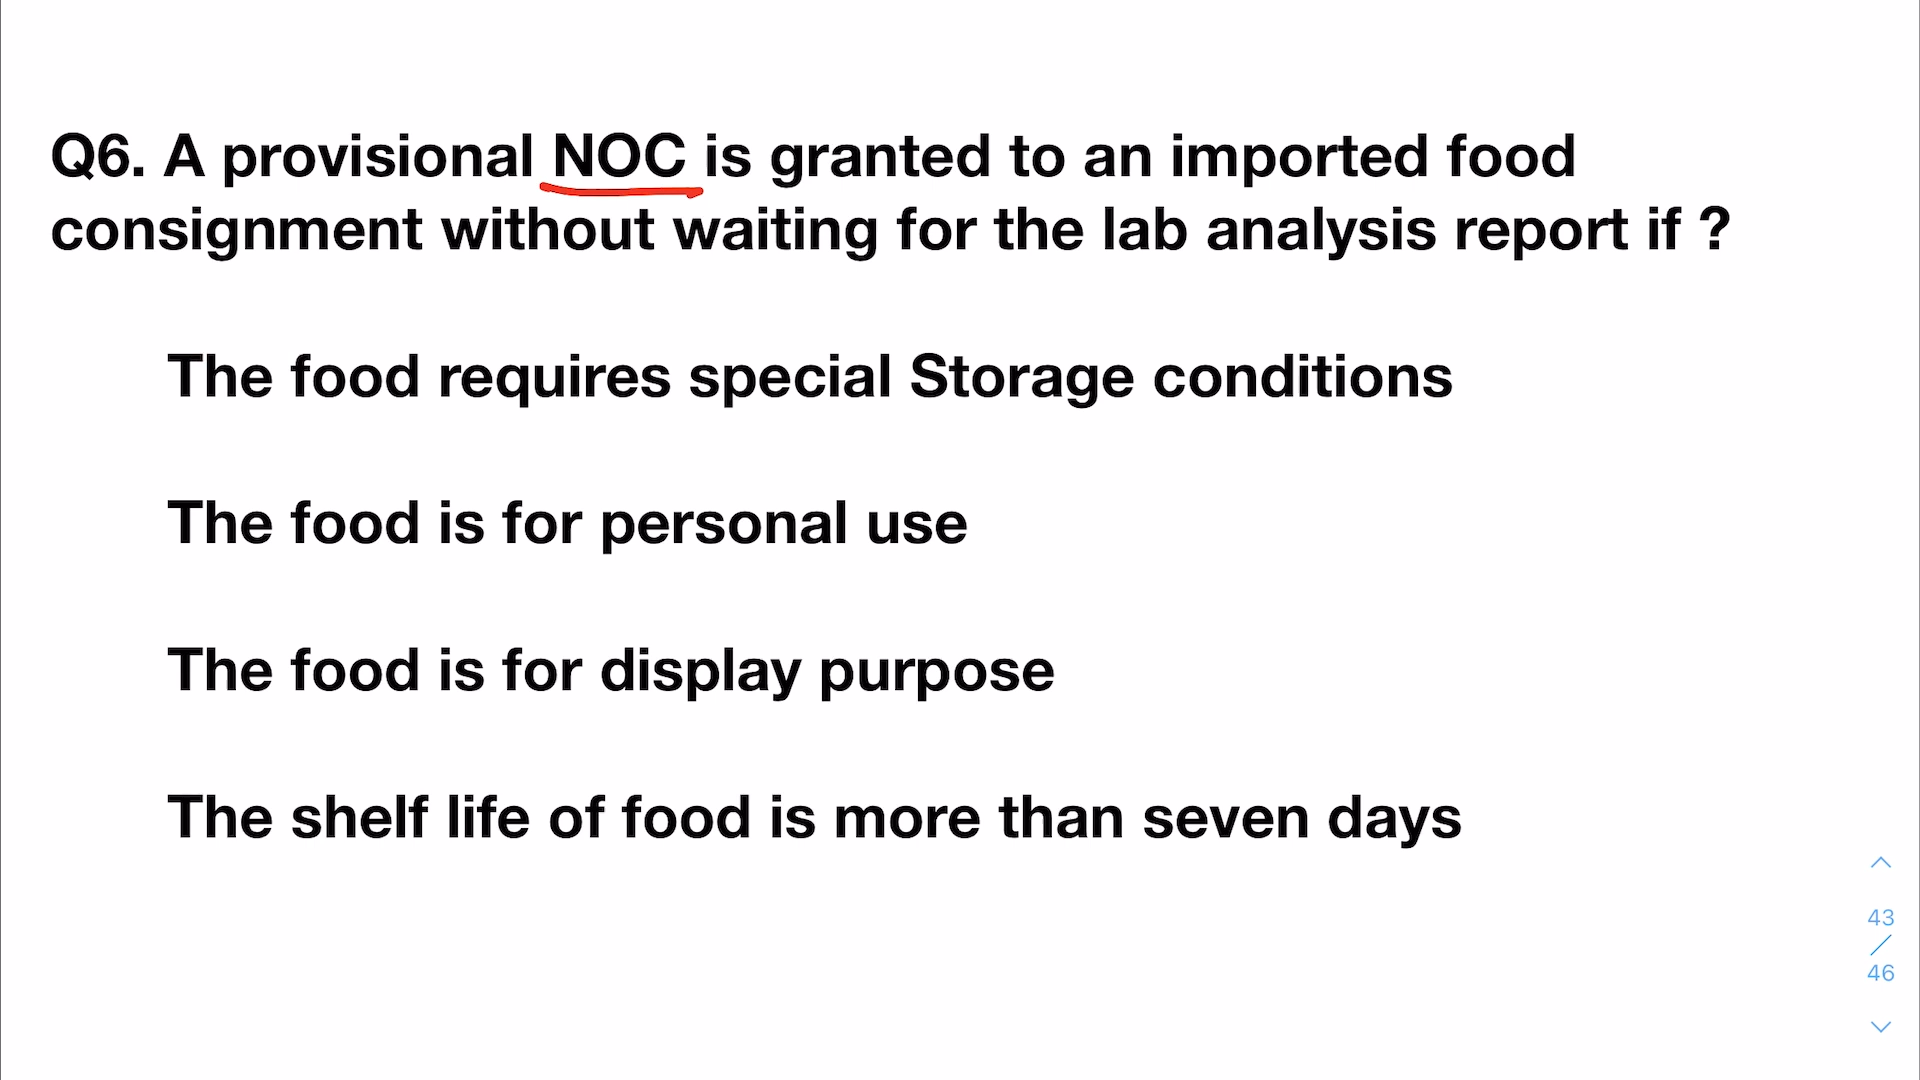 Q6. A provisional NOC is granted to an imported food
consignment without waiting for the lab analysis report if ?
The food requires special Storage conditions
The food is for personal use
The food is for display purpose
The shelf life of food is more than seven days
43
/
46